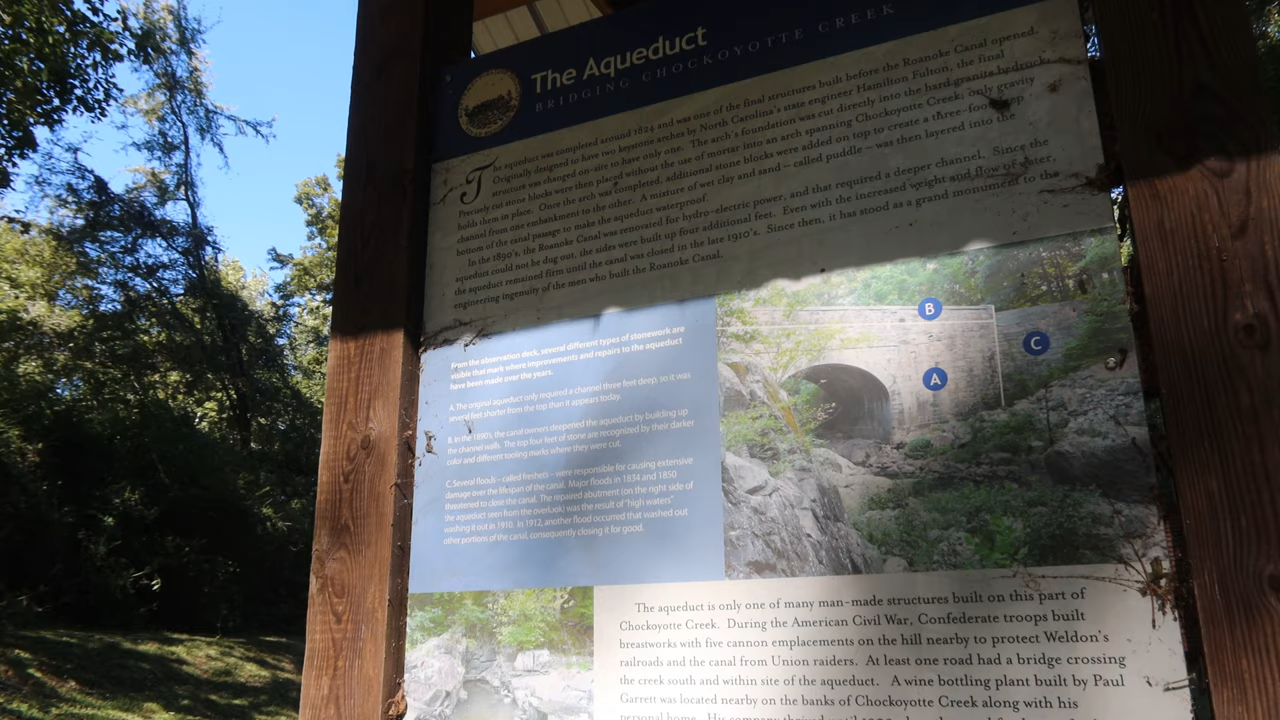 The Aqueduct
BRIDGING CHOCKOYOTTE CREEK
The aqueduct was completed around 1824 and was one of the final structures built before the Roanoke Canal opened.
Originally designed to have two keystone arches by North Carolina's state engineer Hamilton Fulton, the final
structure was changed on-site to have only one. The arch's foundation was cut directly into the hard granite bedrock.
Precisely cut stone blocks were then placed without the use of mortar into an arch spanning Chockoyotte Creek; only gravity
holds them in place. Once the arch was completed, additional stone blocks were added on top to create a three-foot deep
channel from one embankment to the other. A mixture of wet clay and sand – called puddle – was then layered into the
bottom of the canal passage to make the aqueduct waterproof.
In the 1890's, the Roanoke Canal was renovated for hydro-electric power, and that required a deeper channel. Since the
aqueduct could not be dug out, the sides were built up four additional feet. Even with the increased weight and flow of water,
the aqueduct remained firm until the canal was closed in the late 1910's. Since then, it has stood as a grand monument to the
engineering ingenuity of the men who built the Roanoke Canal.
From the observation deck, several different types of stonework are
visible that mark where improvements and repairs to the aqueduct
have been made over the years.
A. The original aqueduct only required a channel three feet deep, so it was
several feet shorter from the top than it appears today.
B. In the 1890's, the canal owners deepened the aqueduct by building up
the channel walls. The top four feet of stone are recognized by their darker
color and different tooling marks where they were cut.
C. Several floods – called freshets – were responsible for causing extensive
damage over the lifespan of the canal. Major floods in 1834 and 1850
threatened to close the canal. The repaired abutment (on the right side of
the aqueduct seen from the overlook) was the result of "high waters"
washing it out in 1910. In 1912, another flood occurred that washed out
other portions of the canal, consequently closing it for good.
B
C
A
The aqueduct is only one of many man-made structures built on this part of
Chockoyotte Creek. During the American Civil War, Confederate troops built
breastworks with five cannon emplacements on the hill nearby to protect Weldon's
railroads and the canal from Union raiders. At least one road had a bridge crossing
the creek south and within site of the aqueduct. A wine bottling plant built by Paul
Garrett was located nearby on the banks of Chockoyotte Creek along with his
personal home. His company thrived until